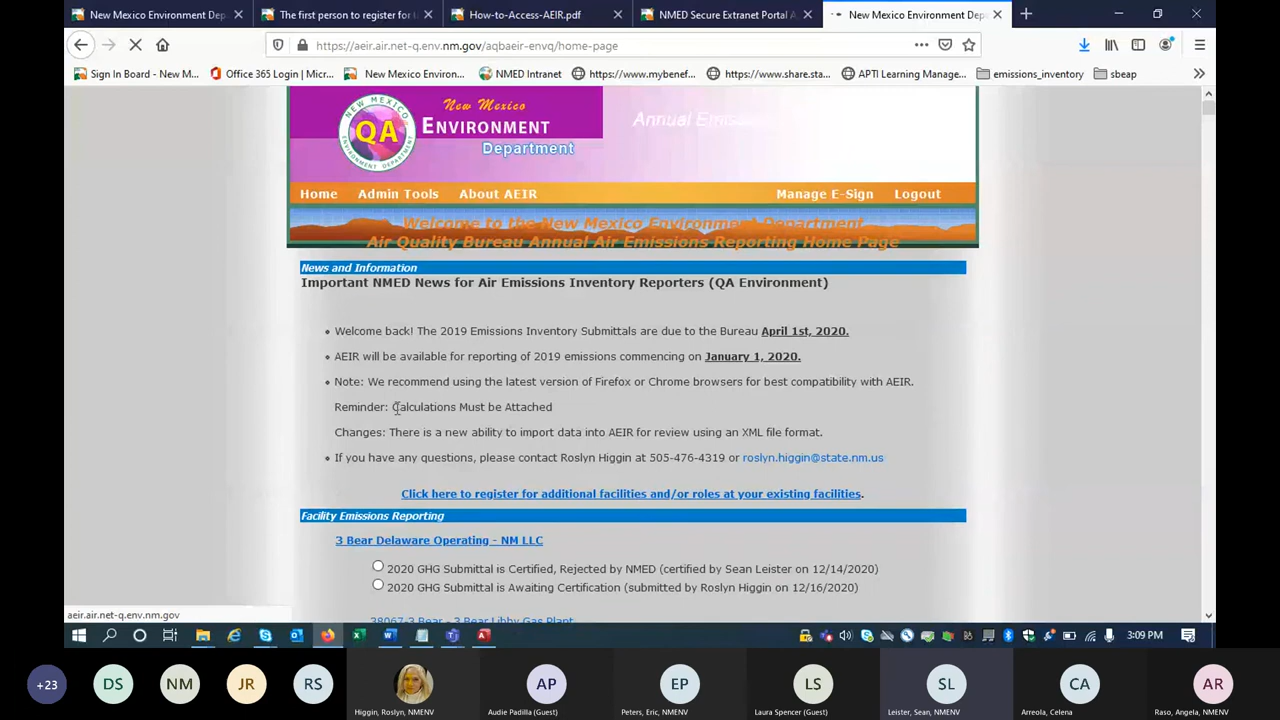 New Mexico Environment Dep
The first person to register for
How-to-Access-AEIR.pdf
NMED Secure Extranet Portal A
New Mexico Environment Dep
https://aeir.air.net-q.env.nm.gov/aqbaeir-envq/home-page
Sign In Board - New M...
Office 365 Login | Micr...
New Mexico Environ...
NMED Intranet
https://www.mybenef...
https://www.share.sta...
APTI Learning Manage...
emissions_inventory
sbeap
NEW MEXICO
QA
ENVIRONMENT DEPARTMENT
New Mexico
ENVIRONMENT
Department
Annual Emiss
Home Admin Tools About AEIR Manage E-Sign Logout
Welcome to the New Mexico Environment Department
Air Quality Bureau Annual Air Emissions Reporting Home Page
News and Information
Important NMED News for Air Emissions Inventory Reporters (QA Environment)
Welcome back! The 2019 Emissions Inventory Submittals are due to the Bureau April 1st, 2020.
AEIR will be available for reporting of 2019 emissions commencing on January 1, 2020.
Note: We recommend using the latest version of Firefox or Chrome browsers for best compatibility with AEIR.
Reminder: Calculations Must be Attached
Changes: There is a new ability to import data into AEIR for review using an XML file format.
If you have any questions, please contact Roslyn Higgin at 505-476-4319 or roslyn.higgin@state.nm.us
Click here to register for additional facilities and/or roles at your existing facilities.
Facility Emissions Reporting
3 Bear Delaware Operating - NM LLC
2020 GHG Submittal is Certified, Rejected by NMED (certified by Sean Leister on 12/14/2020)
2020 GHG Submittal is Awaiting Certification (submitted by Roslyn Higgin on 12/16/2020)
38067-3 Bear - 3 Bear Libby Gas Plant
aeir.air.net-q.env.nm.gov
3:09 PM
+23
DS
NM
JR
RS
AP
EP
LS
SL
CA
AR
Higgin, Roslyn, NMENV
Audie Padilla (Guest)
Peters, Eric, NMENV
Laura Spencer (Guest)
Leister, Sean, NMENV
Arreola, Celena
Raso, Angela, NMENV